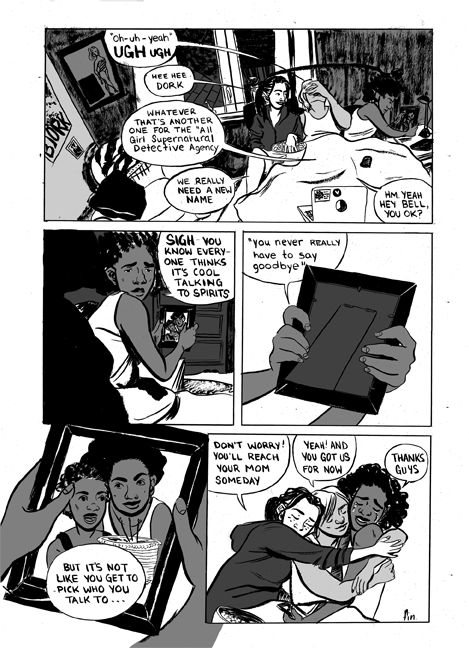 "oh-uh-yeah"
UGH UGH
HEE HEE
DORK
WHATEVER
THAT'S ANOTHER
ONE FOR THE "All
Girl Supernatural
Detective Agency
WE REALLY
NEED A NEW
NAME
HM. YEAH
HEY BELL,
YOU OK?
BJORK
SIGH - YOU
KNOW EVERY-
ONE THINKS
IT'S COOL
TALKING
TO SPIRITS
"You never REALLY
have to say
goodbye"
BUT IT'S NOT
LIKE YOU GET TO
PICK WHO YOU
TALK TO...
DON'T WORRY!
YOU'LL REACH
YOUR MOM
SOMEDAY
YEAH! AND
YOU GOT US
FOR NOW
THANKS
GUYS